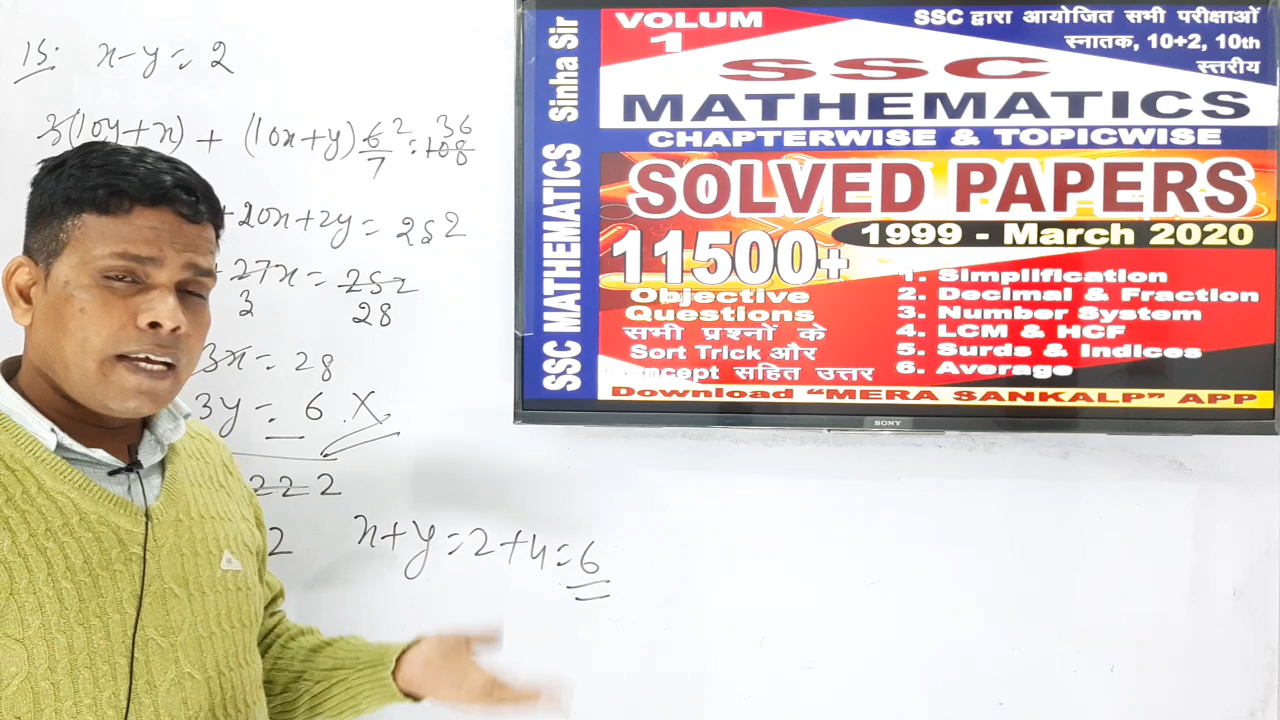 15. x-y=2
3(10y+x) + (10x+y) 6/7 2 = 108 36
+20x+2y = 252
+27x = 252
3 28
3x = 28
3y = 6 X
222 2
2 x+y=2+4=6
SSC MATHEMATICS Sinha Sir
VOLUM
1
SSC द्वारा आयोजित सभी परीक्षाओं
स्नातक, 10+2, 10th
स्तरीय
SSC
MATHEMATICS
CHAPTERWISE & TOPICWISE
SOLVED PAPERS
1999 - March 2020
11500+
Objective
Questions
सभी प्रश्नों के
Sort Trick और
oncept सहित उत्तर
1. Simplification
2. Decimal & Fraction
3. Number System
4. LCM & HCF
5. Surds & Indices
6. Average
Download “MERA SANKALP” APP
SONY